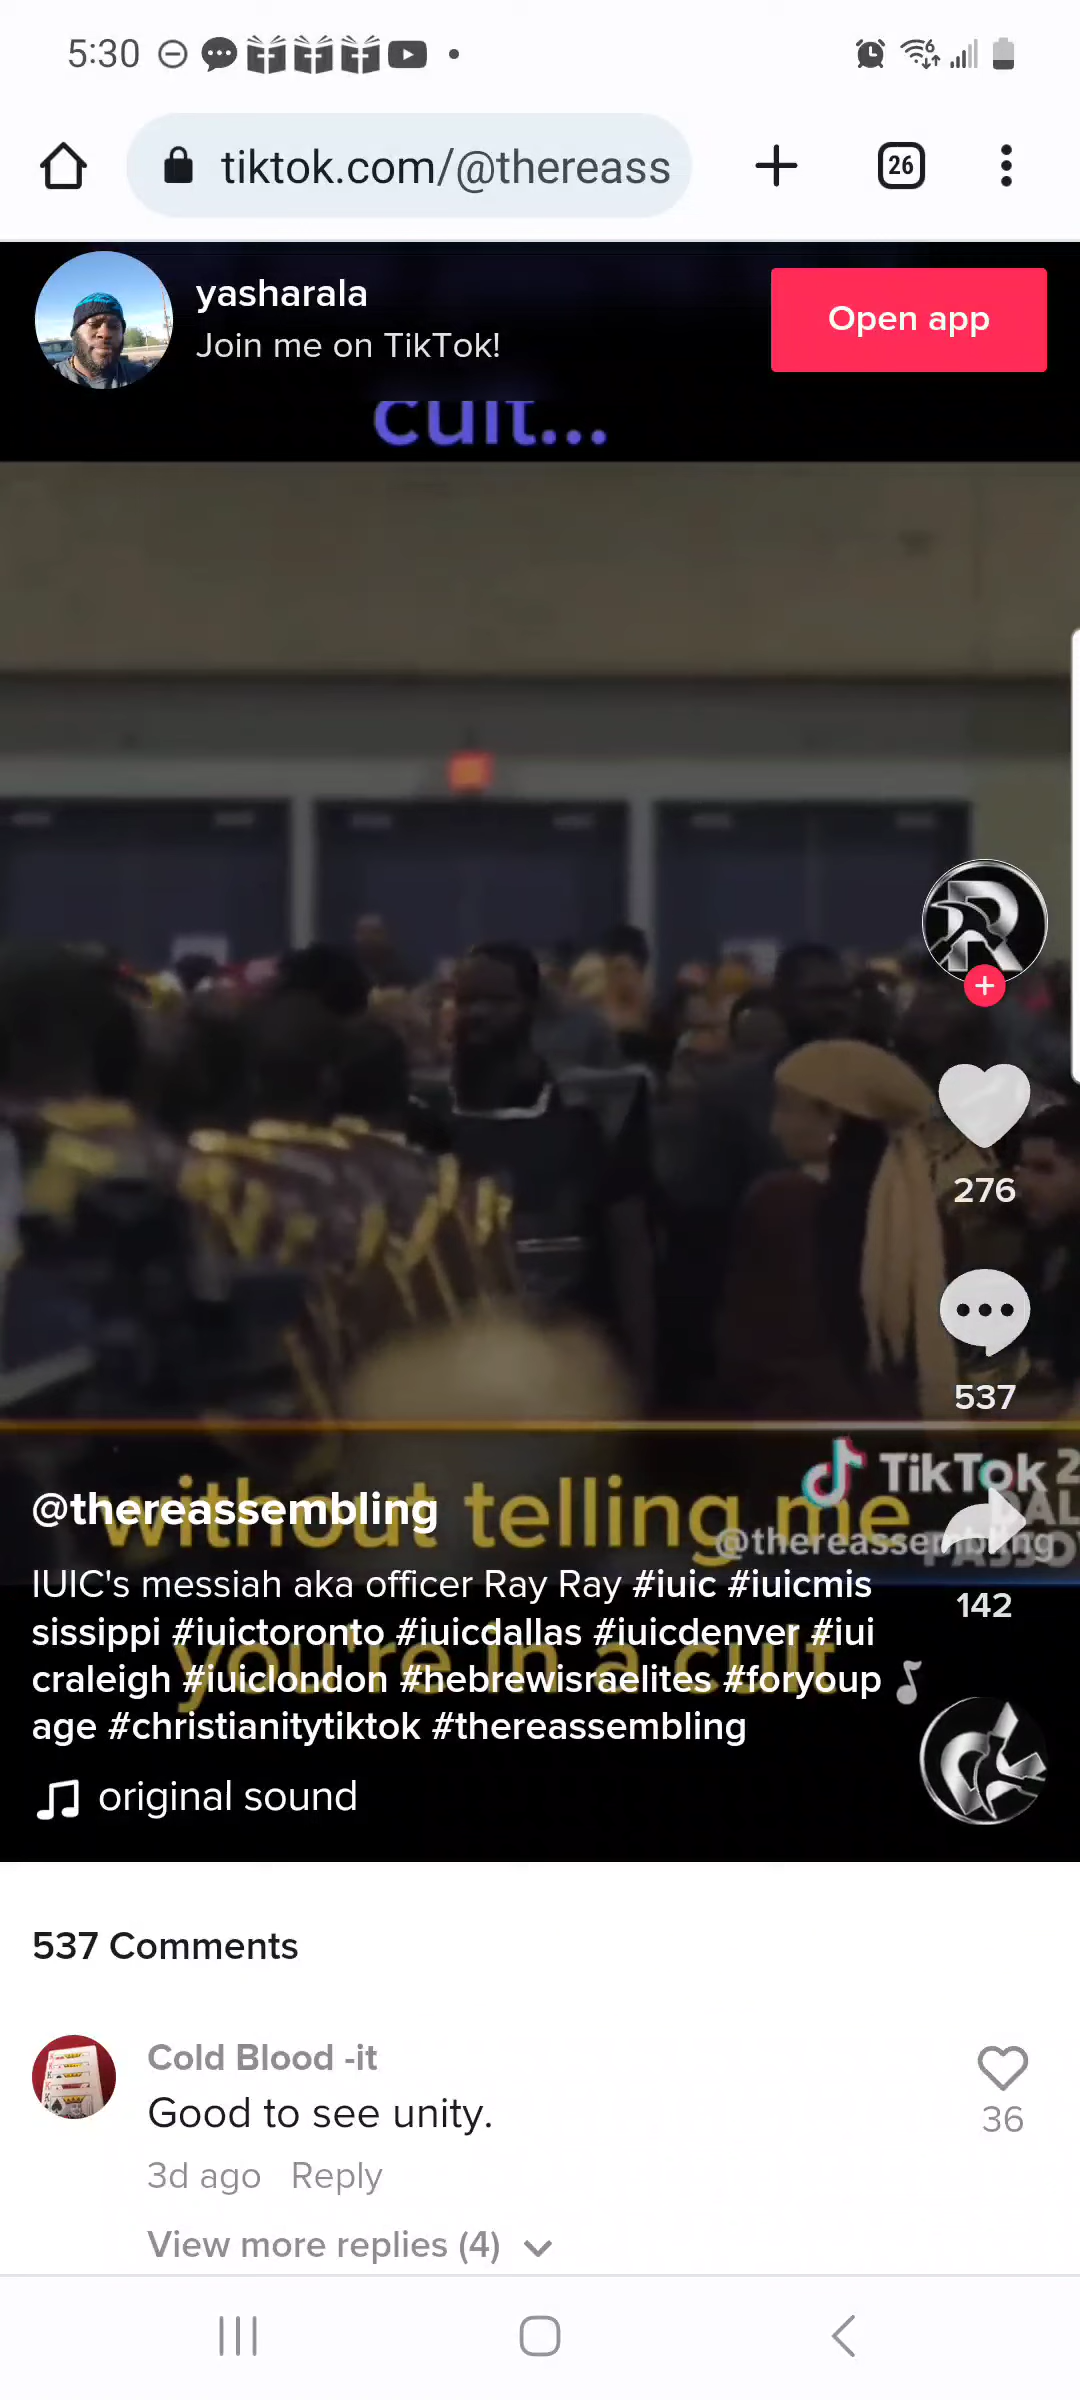 5:30
6
tiktok.com/@thereass
26
yasharala
Join me on TikTok!
Open app
cult...
276
537
TikTok
@thereassembling
without telling me
@thereassembling
142
IUIC's messiah aka officer Ray Ray #iuic #iuicmis
sissippi #iuictoronto #iuicdallas #iuicdenver #iui
craleigh #iuiclondon #hebrewisraelites #foryoup
age #christianitytiktok #thereassembling
you're in a cult
original sound
537 Comments
Cold Blood -it
Good to see unity.
36
3d ago Reply
View more replies (4)